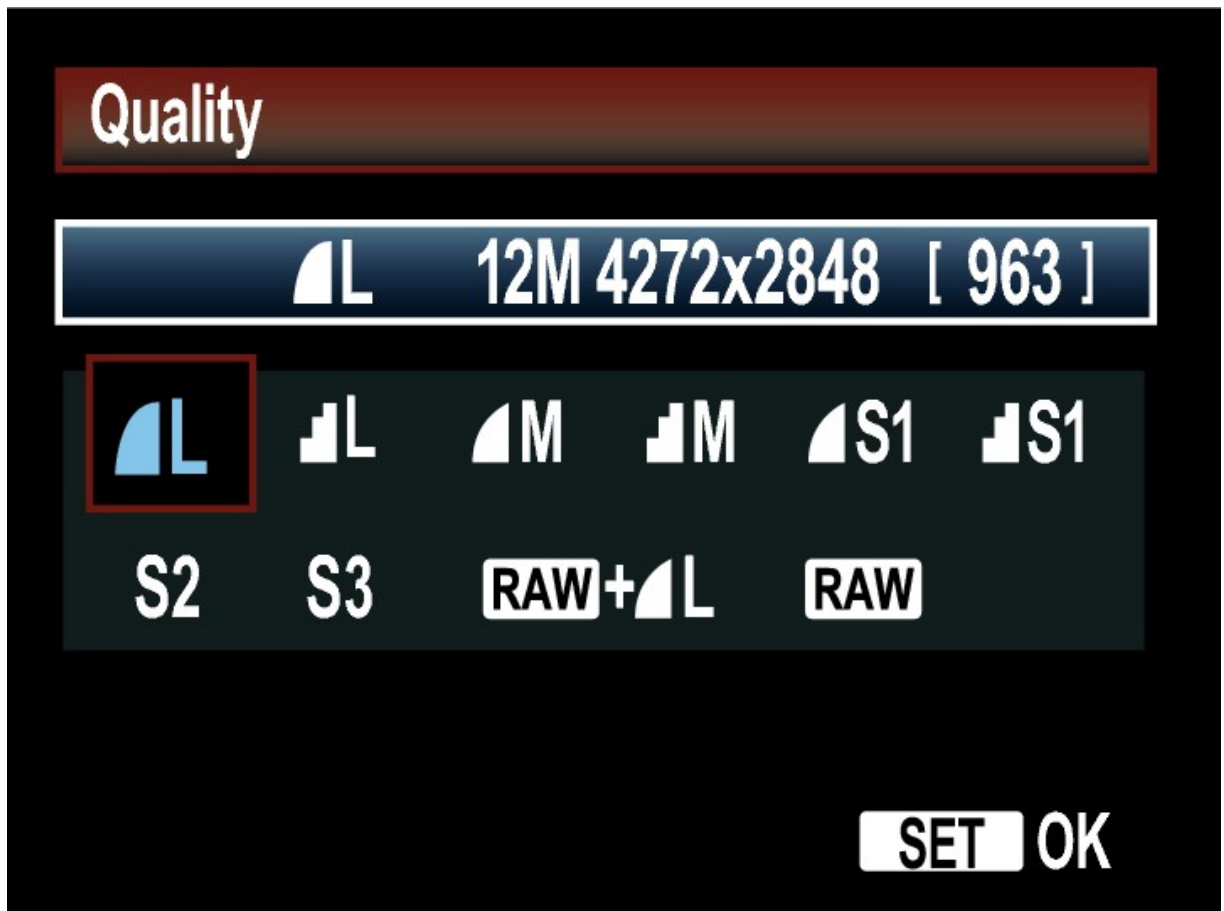 Quality
L 12M 4272x2848 [ 963 ]
L L M M S1 S1
S2 S3 RAW+L RAW
SET OK